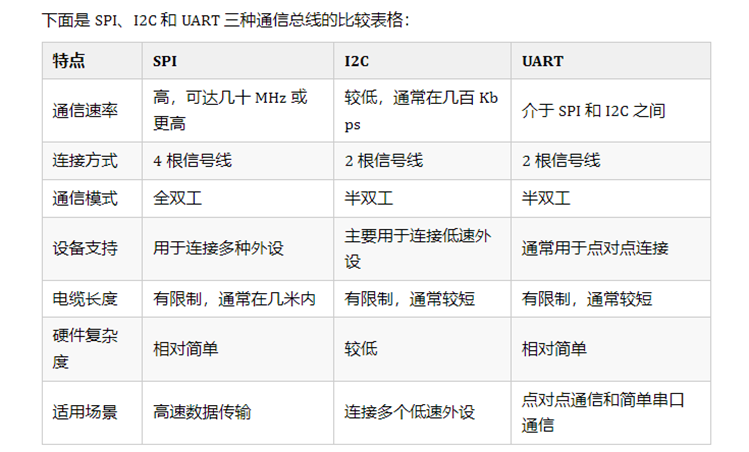 下面是 SPI、I2C 和 UART 三种通信总线的比较表格：
特点 SPI I2C UART
通信速率 高，可达几十 MHz 或更高 较低，通常在几百 Kbps 介于 SPI 和 I2C 之间
连接方式 4 根信号线 2 根信号线 2 根信号线
通信模式 全双工 半双工 半双工
设备支持 用于连接多种外设 主要用于连接低速外设 通常用于点对点连接
电缆长度 有限制，通常在几米内 有限制，通常较短 有限制，通常较短
硬件复杂度 相对简单 较低 相对简单
适用场景 高速数据传输 连接多个低速外设 点对点通信和简单串口通信